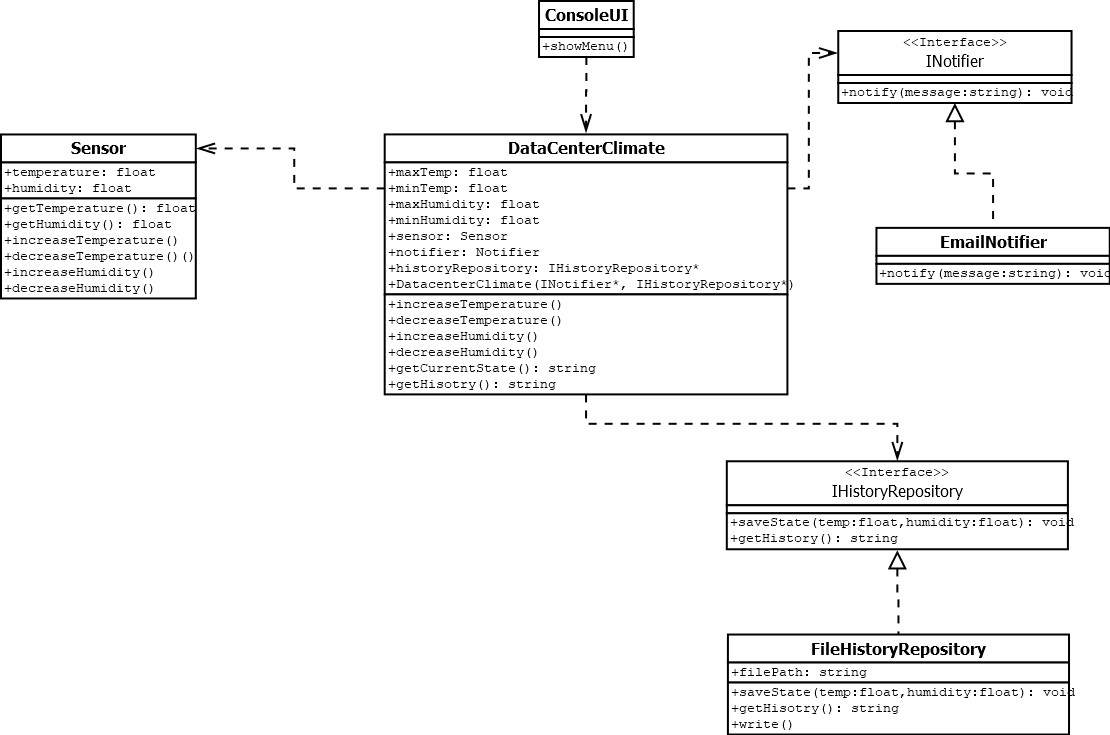 ConsoleUI
+showMenu()
<<Interface>>
INotifier
+notify(message:string): void
Sensor
+temperature: float
+humidity: float
+getTemperature(): float
+getHumidity(): float
+increaseTemperature()
+decreaseTemperature()()
+increaseHumidity()
+decreaseHumidity()
DataCenterClimate
+maxTemp: float
+minTemp: float
+maxHumidity: float
+minHumidity: float
+sensor: Sensor
+notifier: Notifier
+historyRepository: IHistoryRepository*
+DatacenterClimate(INotifier*, IHistoryRepository*)
+increaseTemperature()
+decreaseTemperature()
+increaseHumidity()
+decreaseHumidity()
+getCurrentState(): string
+getHisotry(): string
EmailNotifier
+notify(message:string): void
<<Interface>>
IHistoryRepository
+saveState(temp:float,humidity:float): void
+getHistory(): string
FileHistoryRepository
+filePath: string
+saveState(temp:float,humidity:float): void
+getHisotry(): string
+write()